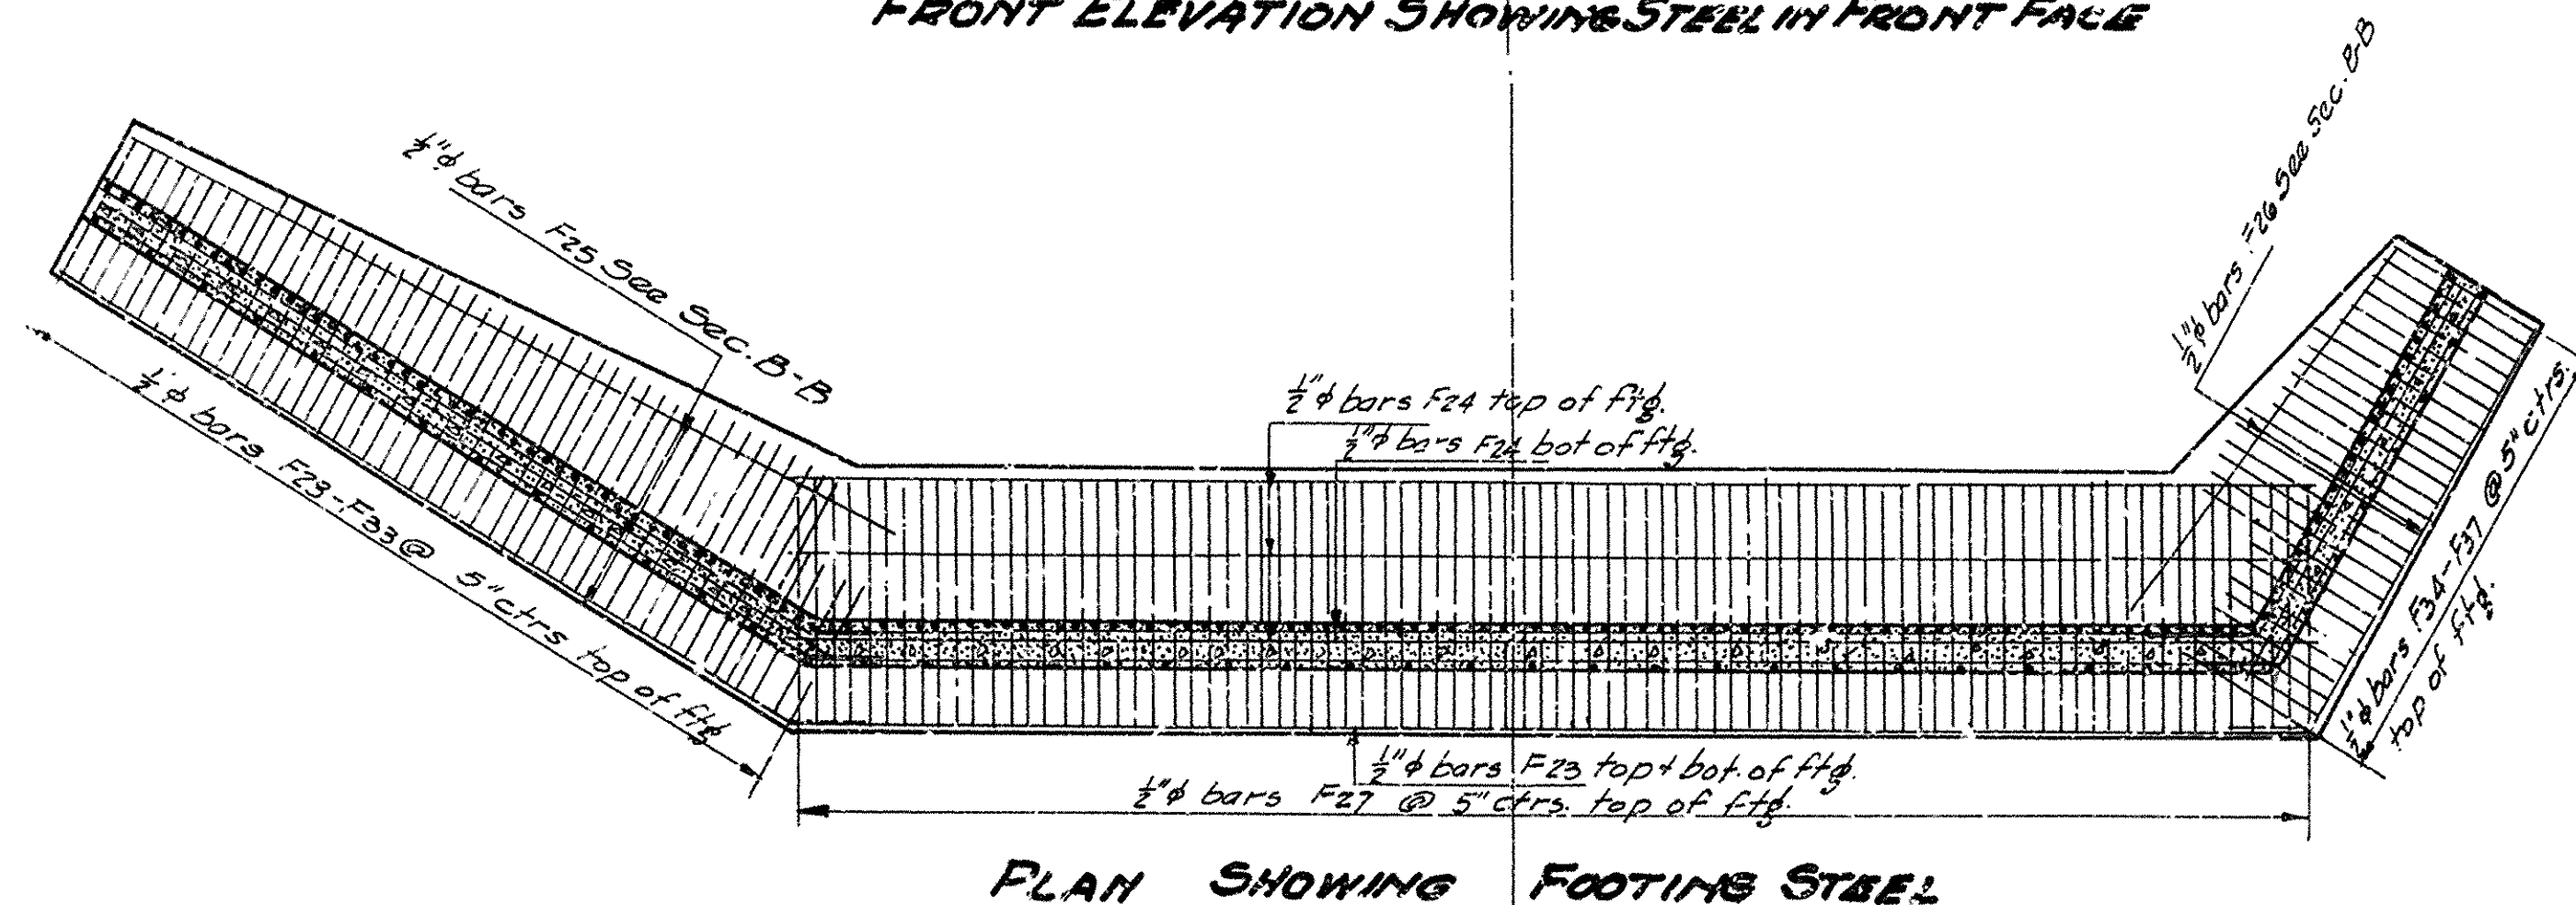 FRONT ELEVATION SHOWING STEEL IN FRONT FACE
½"ϕ bars F25 See Sec. B-B
½"ϕ bars F26 See Sec. B-B
½"ϕ bars F24 top of ftg.
½"ϕ bars F24 bot of ftg.
½"ϕ bars F23-F33 @ 5" ctrs top of ftg
½"ϕ bars F34-F37 @ 5" ctrs.
top of ftg.
½"ϕ bars F23 top & bot. of ftg.
½"ϕ bars F27 @ 5" ctrs. top of ftg.
PLAN SHOWING FOOTING STEEL